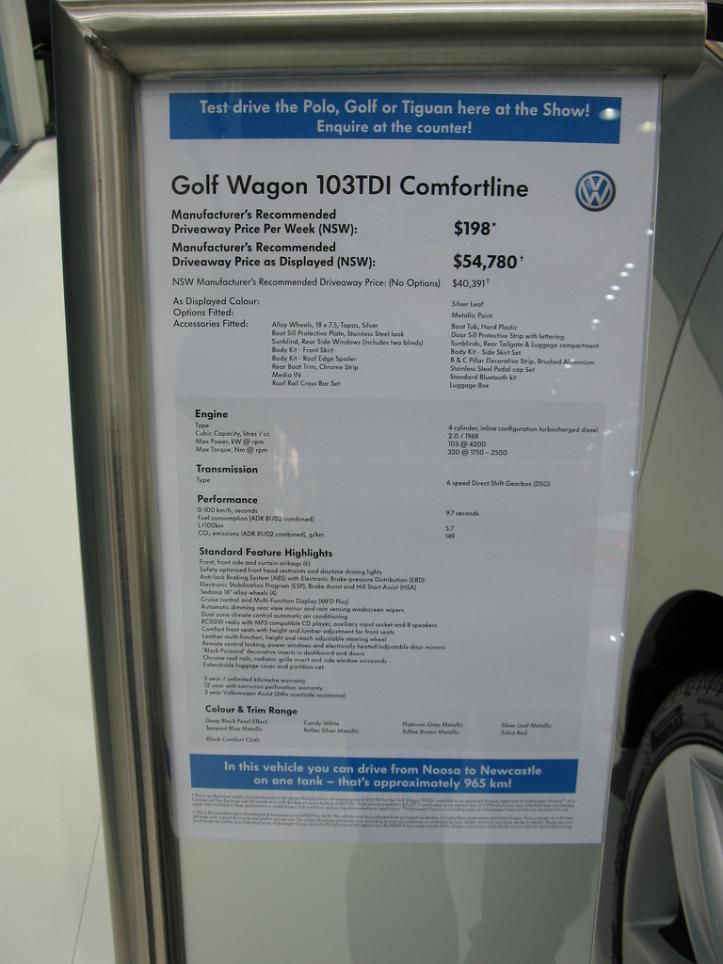 Test drive the Polo, Golf or Tiguan here at the Show!
Enquire at the counter!
Golf Wagon 103TDI Comfortline
Manufacturer's Recommended
Driveaway Price Per Week (NSW): $198*
Manufacturer's Recommended
Driveaway Price as Displayed (NSW): $54,780†
NSW Manufacturer's Recommended Driveaway Price: (No Options) $40,391†
As Displayed Colour: Silver Leaf
Options Fitted: Metallic Paint
Accessories Fitted: Alloy Wheels, 18 x 7.5, Tapas, Silver Boot Tub, Hard Plastic
Boot Sill Protective Plate, Stainless Steel look Door Sill Protective Strip with lettering
Sunblind, Rear Side Windows (includes two blinds) Sunblinds, Rear Tailgate & Luggage compartment
Body Kit - Front Skirt Body Kit - Side Skirt Set
Body Kit - Roof Edge Spoiler B & C Pillar Decorative Strip, Brushed Aluminium
Rear Boot Trim, Chrome Strip Stainless Steel Pedal cap Set
Media IN Standard Bluetooth kit
Roof Rail Cross Bar Set Luggage Box
Engine
Type 4 cylinder, inline configuration turbocharged diesel
Cubic Capacity, litres / cc 2.0 / 1968
Max Power, kW @ rpm 103 @ 4200
Max Torque, Nm @ rpm 320 @ 1750 – 2500
Transmission
Type 6 speed Direct Shift Gearbox (DSG)
Performance
0-100 km/h, seconds 9.7 seconds
Fuel consumption (ADR 81/02 combined)
L/100km 5.7
CO₂ emissions (ADR 81/02 combined), g/km 149
Standard Feature Highlights
Front, front side and curtain airbags (6)
Safety optimised front head restraints and daytime driving lights
Anti-lock Braking System (ABS) with Electronic Brake-pressure Distribution (EBD)
Electronic Stabilisation Program (ESP), Brake Assist and Hill Start Assist (HSA)
Sedona 16" alloy wheels (4)
Cruise control and Multi-Function Display (MFD Plus)
Automatic dimming rear view mirror and rain sensing windscreen wipers
Dual zone climate control automatic air conditioning
RCD310 radio with MP3 compatible CD player, auxiliary input socket and 8 speakers
Comfort front seats with height and lumbar adjustment for front seats
Leather multi-function, height and reach adjustable steering wheel
Remote central locking, power windows and electrically heated/adjustable door mirrors
'Black Pyramid' decorative inserts in dashboard and doors
Chrome roof rails, radiator grille insert and side window surrounds
Extendable luggage cover and partition net
3 year / unlimited kilometre warranty
12 year anti-corrosion perforation warranty
3 year Volkswagen Assist (24hr roadside assistance)
Colour & Trim Range
Deep Black Pearl Effect Candy White Platinum Grey Metallic Silver Leaf Metallic
Tempest Blue Metallic Reflex Silver Metallic Toffee Brown Metallic Salsa Red
Black Comfort Cloth
In this vehicle you can drive from Noosa to Newcastle
on one tank – that's approximately 965 km!